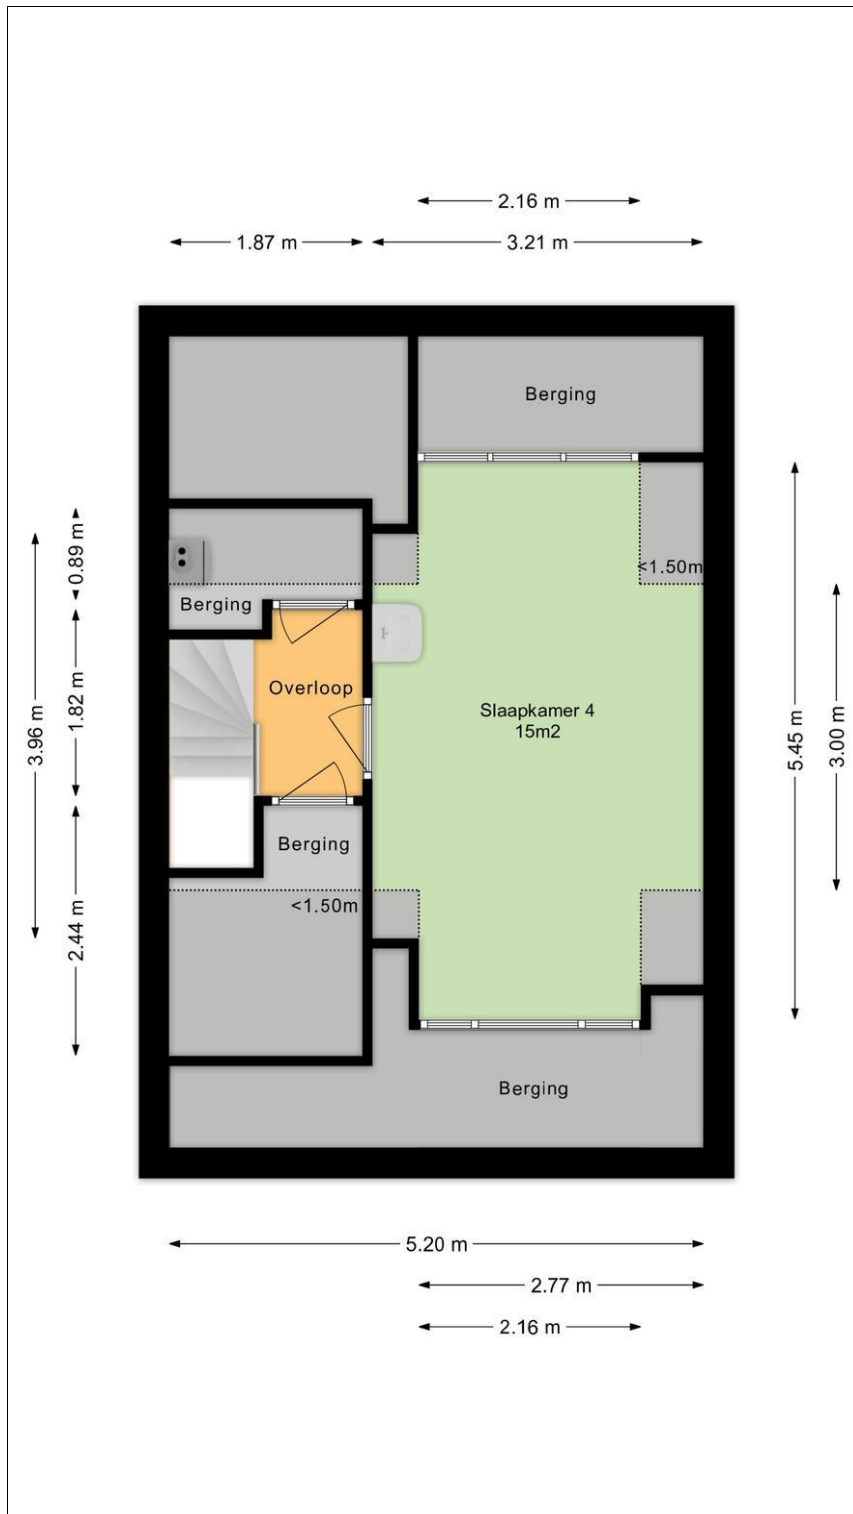 2.16 m
1.87 m
3.21 m
Berging
0.89 m
<1.50m
Berging
3.96 m
1.82 m
Overloop
Slaapkamer 4
15m2
5.45 m
3.00 m
Berging
<1.50m
2.44 m
Berging
5.20 m
2.77 m
2.16 m